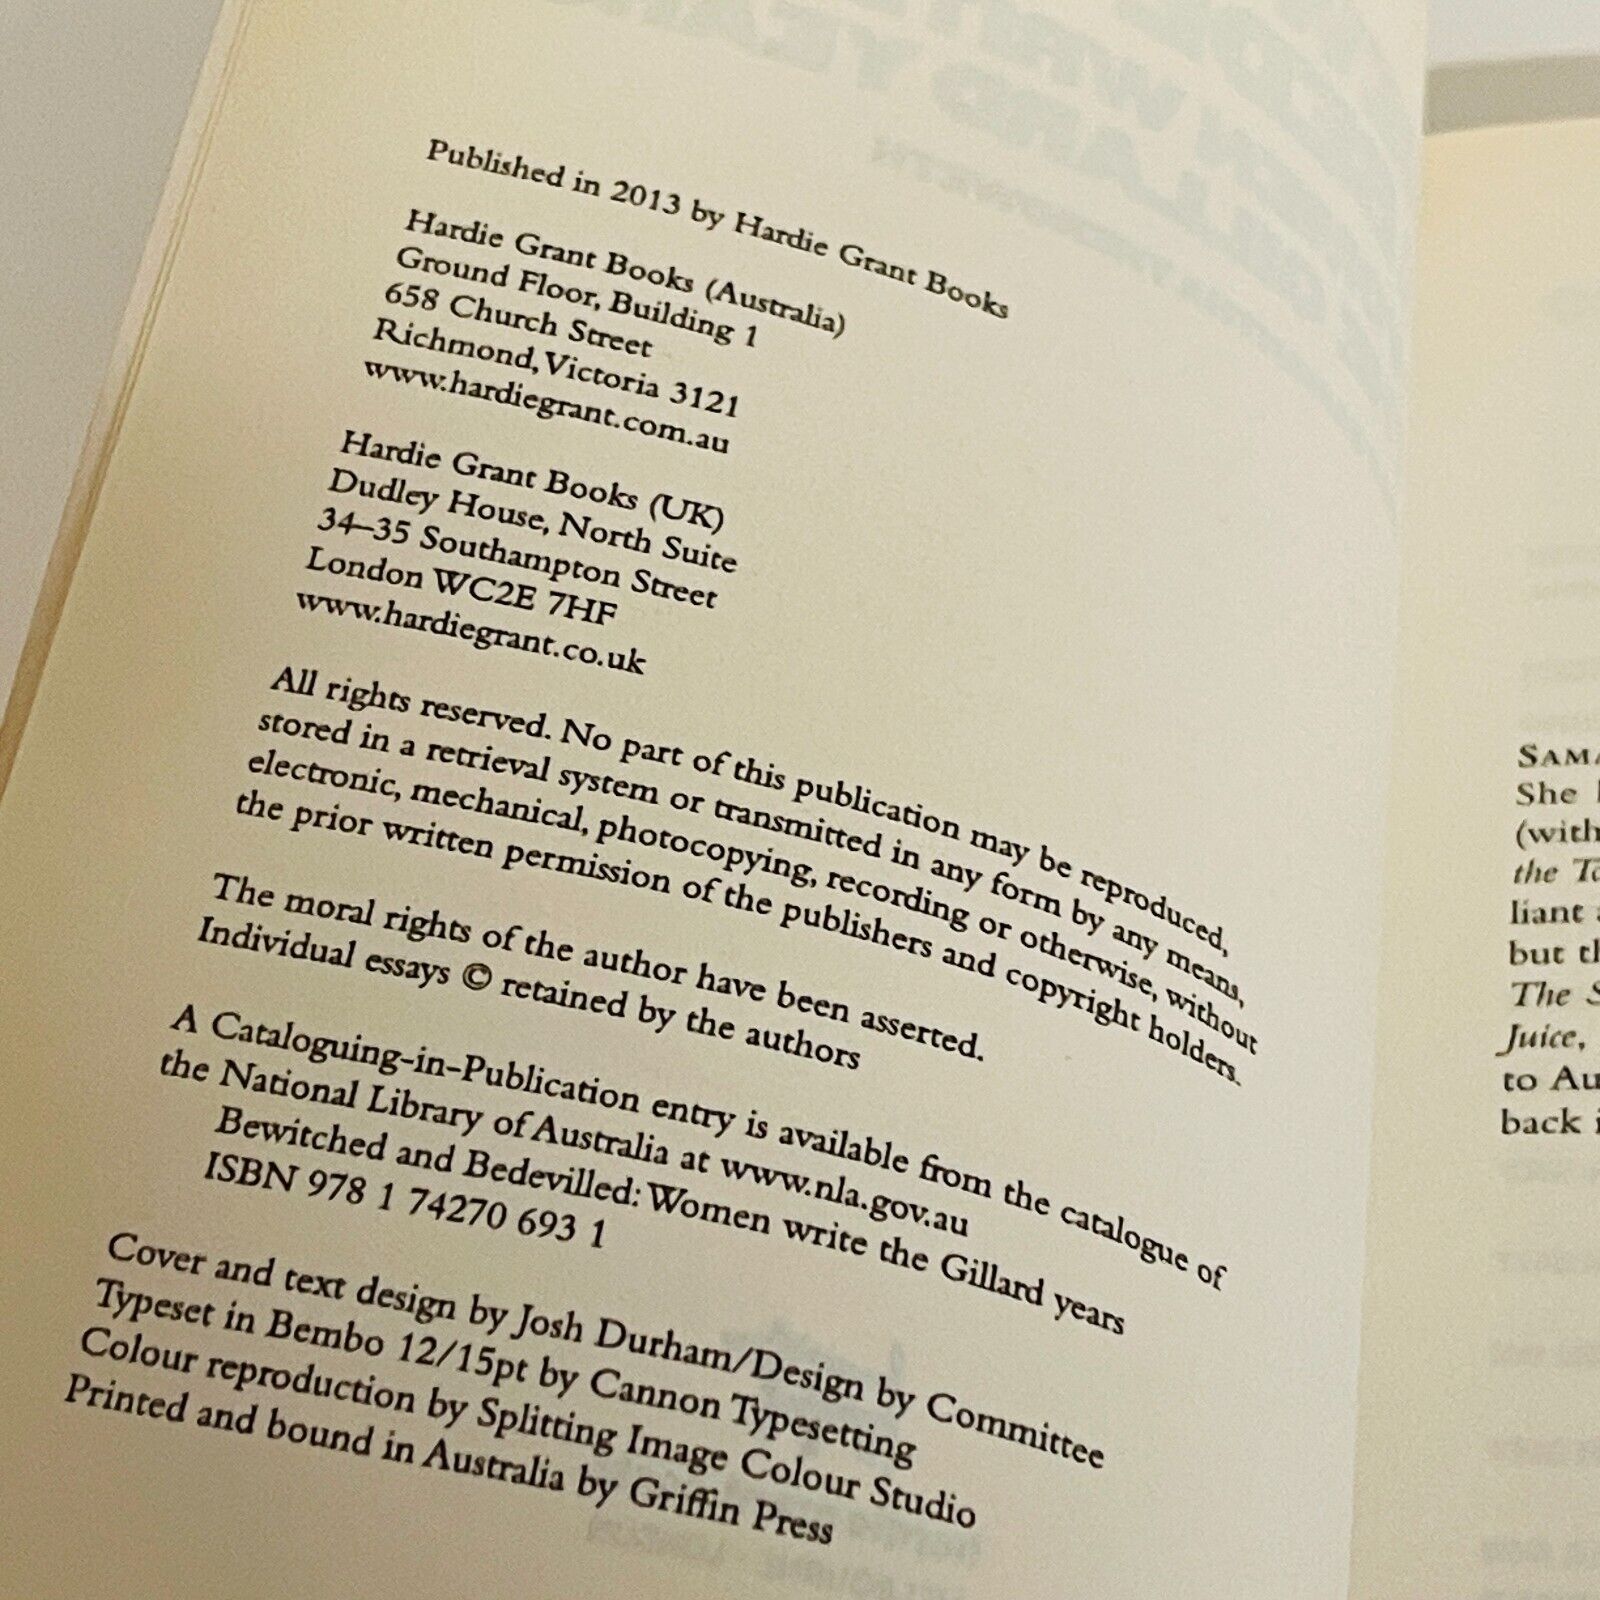 Published in 2013 by Hardie Grant Books
Hardie Grant Books (Australia)
Ground Floor, Building 1
658 Church Street
Richmond, Victoria 3121
www.hardiegrant.com.au
Hardie Grant Books (UK)
Dudley House, North Suite
34–35 Southampton Street
London WC2E 7HF
www.hardiegrant.co.uk
All rights reserved. No part of this publication may be reproduced,
stored in a retrieval system or transmitted in any form by any means,
electronic, mechanical, photocopying, recording or otherwise, without
the prior written permission of the publishers and copyright holders.
The moral rights of the author have been asserted.
Individual essays © retained by the authors
A Cataloguing-in-Publication entry is available from the catalogue of
the National Library of Australia at www.nla.gov.au
Bewitched and Bedevilled: Women write the Gillard years
ISBN 978 1 74270 693 1
Cover and text design by Josh Durham/Design by Committee
Typeset in Bembo 12/15pt by Cannon Typesetting
Colour reproduction by Splitting Image Colour Studio
Printed and bound in Australia by Griffin Press
SAMA
She
(with
the
liant
but
The S
Juice,
to Au
back